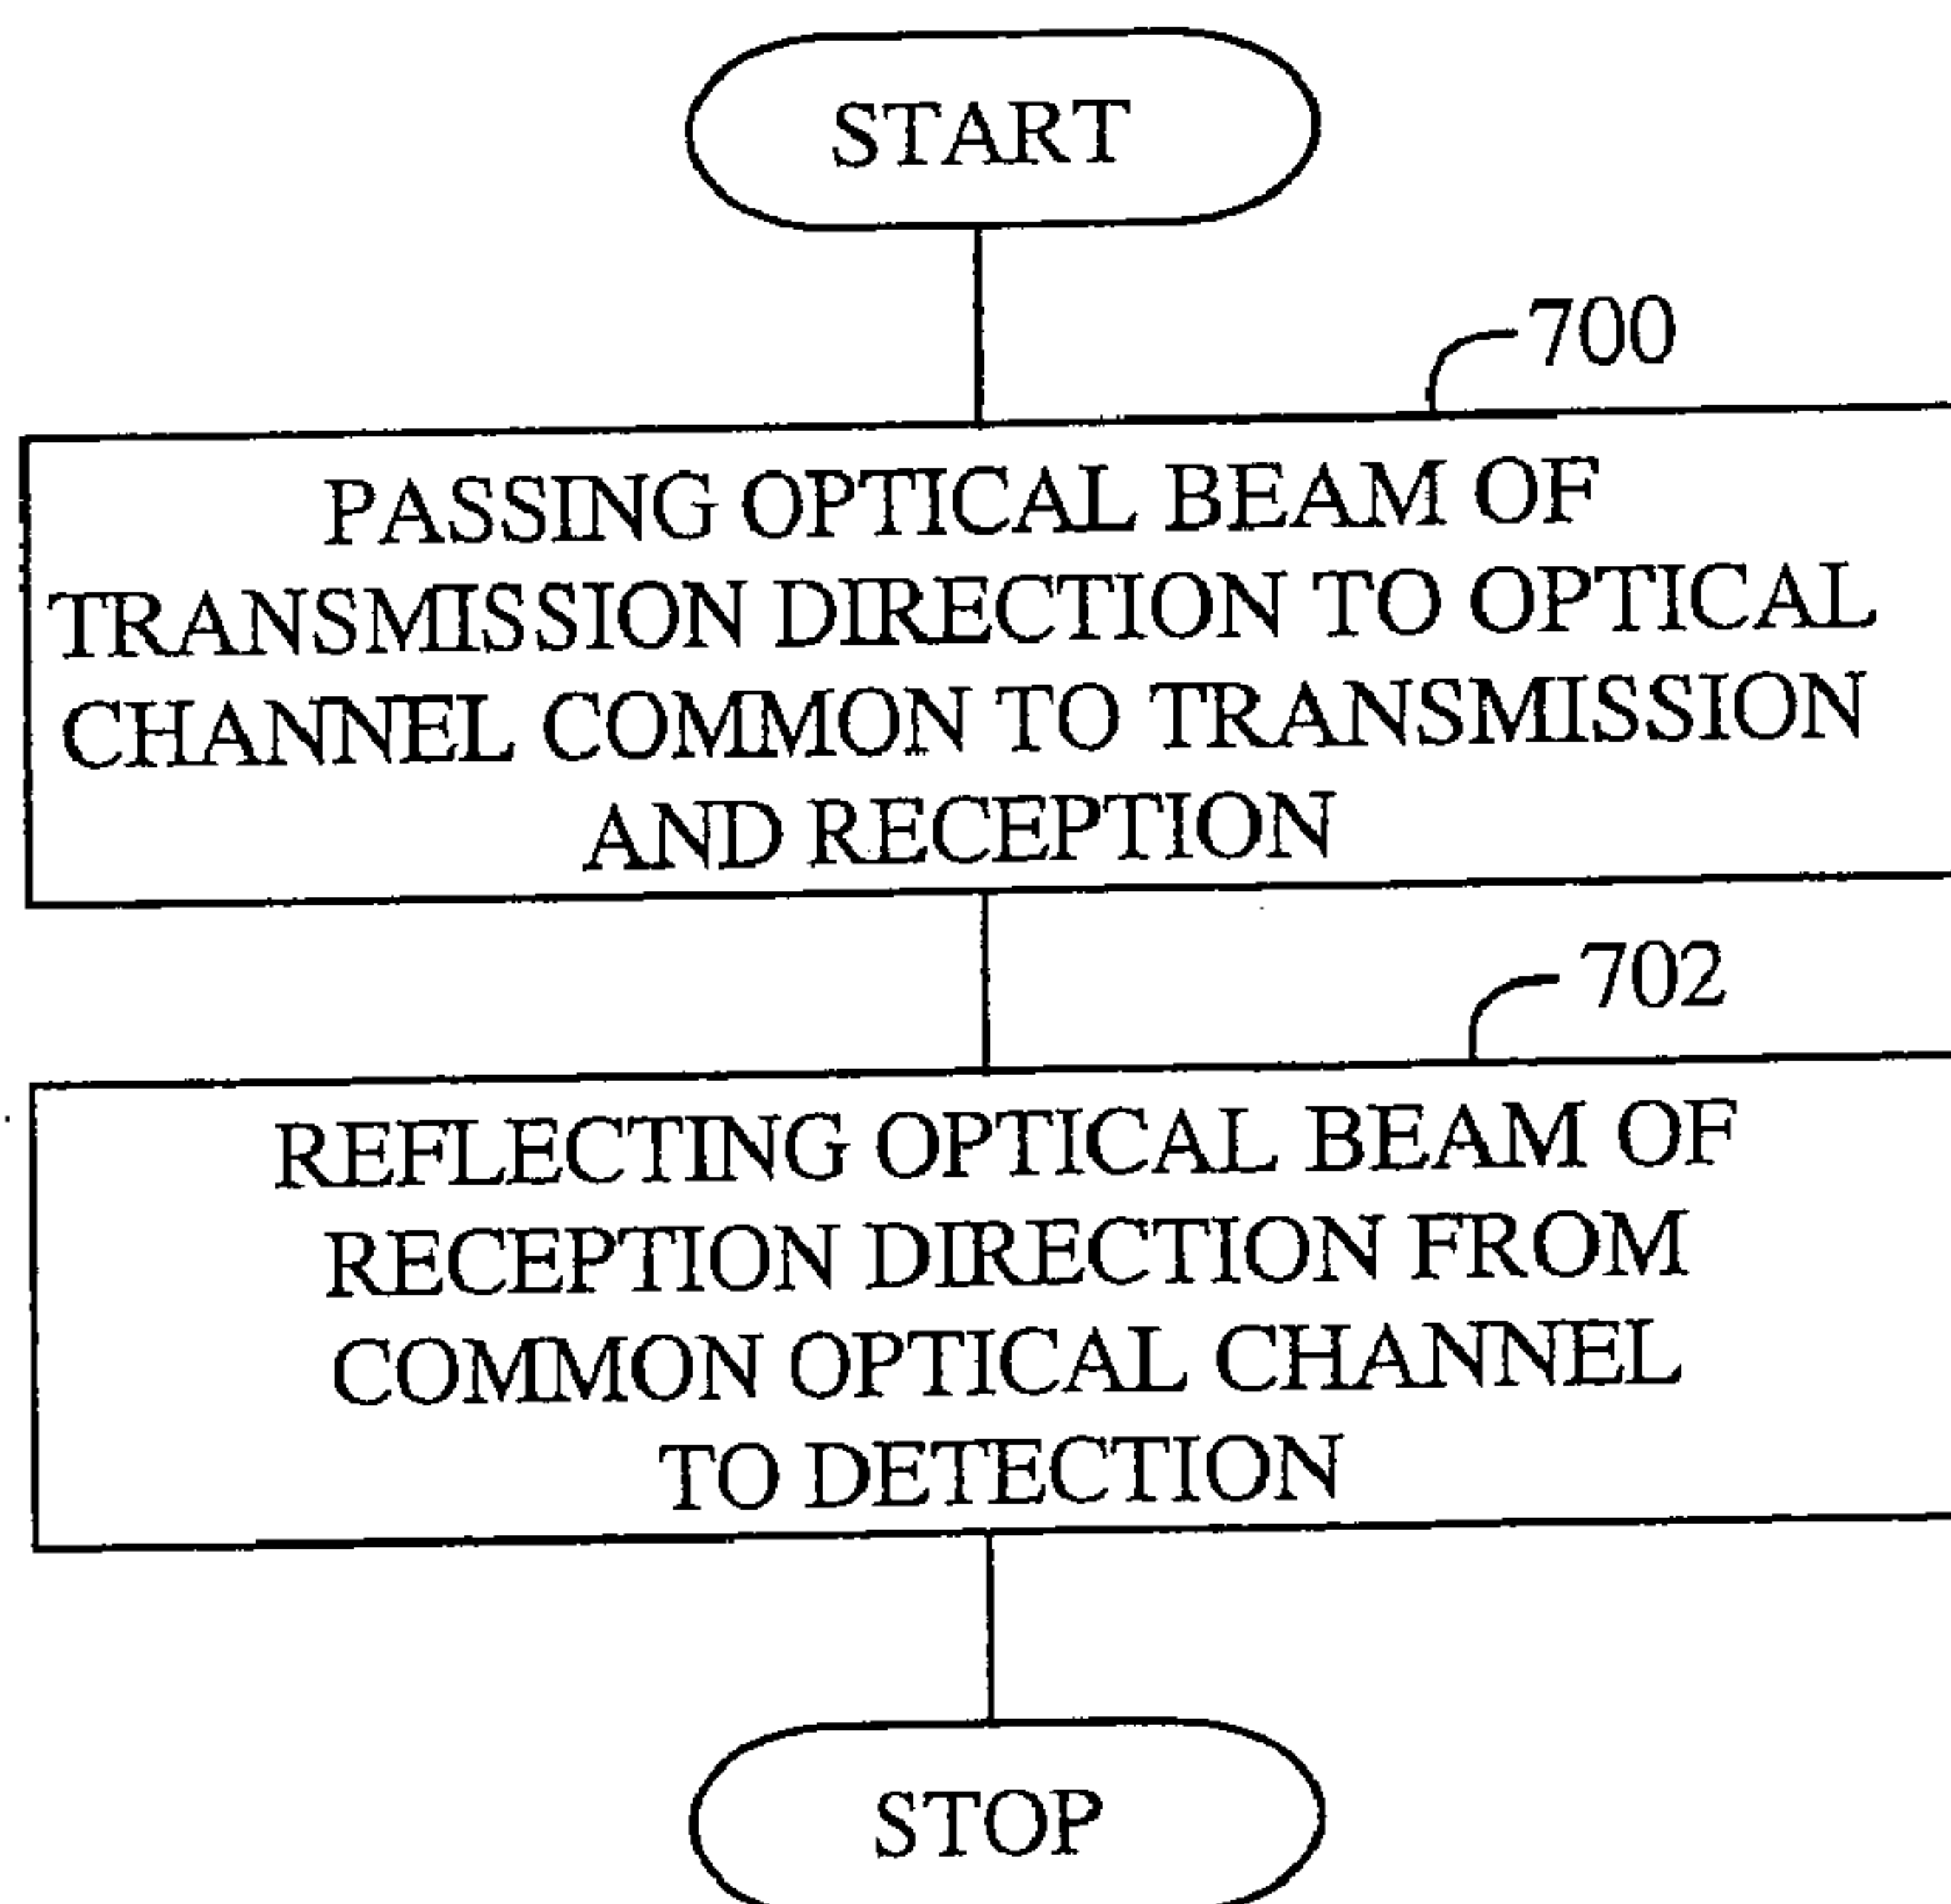 START
700
PASSING OPTICAL BEAM OF
TRANSMISSION DIRECTION TO OPTICAL
CHANNEL COMMON TO TRANSMISSION
AND RECEPTION
702
REFLECTING OPTICAL BEAM OF
RECEPTION DIRECTION FROM
COMMON OPTICAL CHANNEL
TO DETECTION
STOP